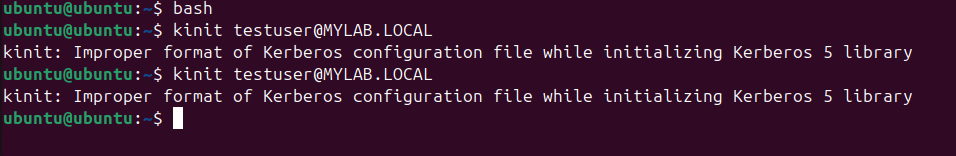 ubuntu@ubuntu:~$ bash
ubuntu@ubuntu:~$ kinit testuser@MYLAB.LOCAL
kinit: Improper format of Kerberos configuration file while initializing Kerberos 5 library
ubuntu@ubuntu:~$ kinit testuser@MYLAB.LOCAL
kinit: Improper format of Kerberos configuration file while initializing Kerberos 5 library
ubuntu@ubuntu:~$